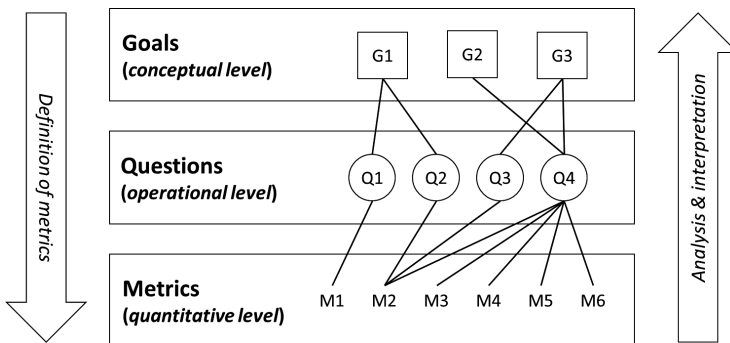 Definition of metrics
Goals
(conceptual level)
G1 G2 G3
Questions
(operational level)
Q1 Q2 Q3 Q4
Metrics
(quantitative level)
M1 M2 M3 M4 M5 M6
Analysis & interpretation